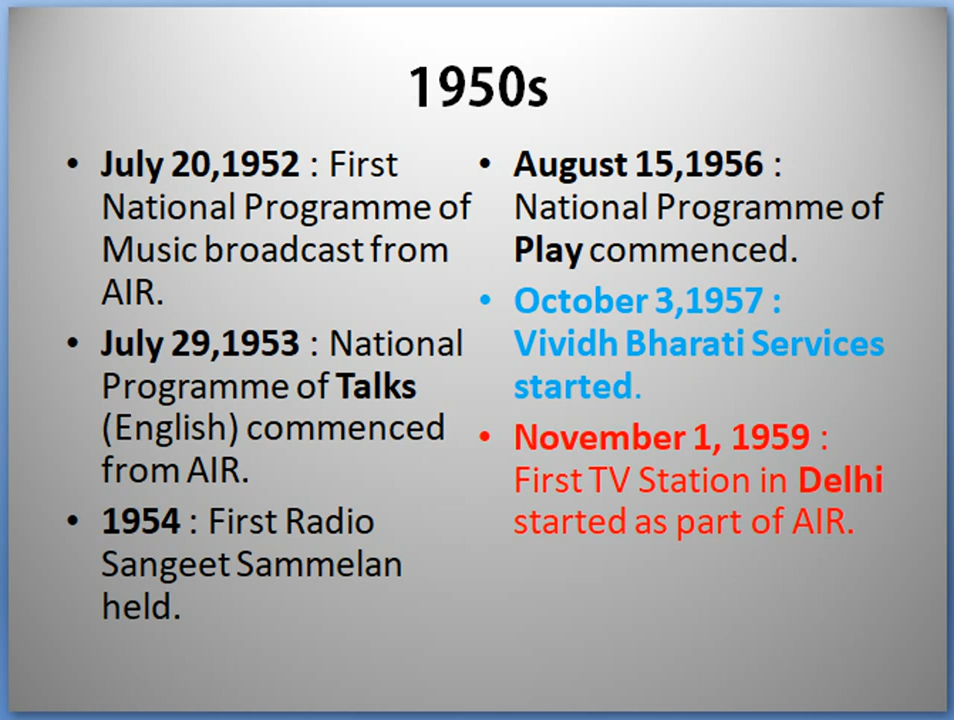 1950s
• July 20,1952 : First
National Programme of
Music broadcast from
AIR.
• July 29,1953 : National
Programme of Talks
(English) commenced
from AIR.
• 1954 : First Radio
Sangeet Sammelan
held.
• August 15,1956 :
National Programme of
Play commenced.
• October 3,1957 :
Vividh Bharati Services
started.
• November 1, 1959 :
First TV Station in Delhi
started as part of AIR.